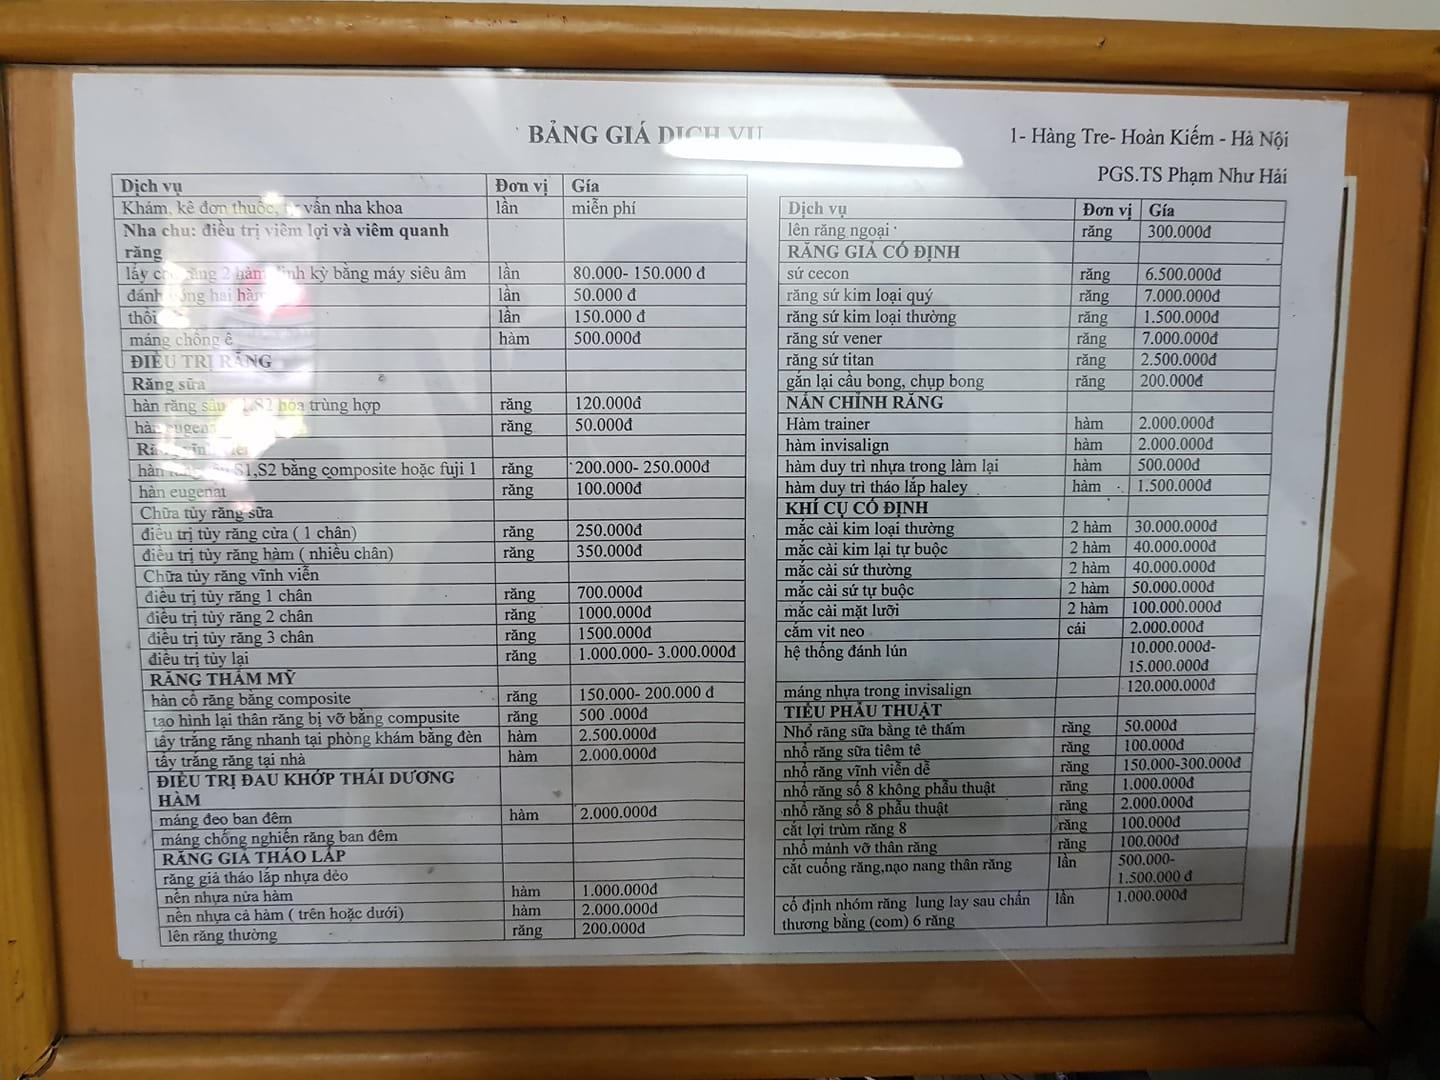 BẢNG GIÁ DỊCH VỤ
1- Hàng Tre- Hoàn Kiếm - Hà Nội
PGS.TS Phạm Như Hải
Dịch vụ Đơn vị Gía
Khám, kê đơn thuốc, vấn nha khoa lần miễn phí
Nha chu: điều trị viêm lợi và viêm quanh
răng
lấy răng 2 hàm định kỳ bằng máy siêu âm lần 80.000- 150.000 đ
đánh bóng hai hàm lần 50.000 đ
thổi lần 150.000 đ
máng chống ê hàm 500.000đ
ĐIỀU TRỊ RĂNG
Răng sữa
hàn răng sâu S1,S2 hóa trùng hợp răng 120.000đ
hàn eugenat răng 50.000đ
Răng vĩnh viễn
hàn S1,S2 bằng composite hoặc fuji 1 răng 200.000- 250.000đ
hàn eugenat răng 100.000đ
Chữa tủy răng sữa
điều trị tủy răng cửa ( 1 chân) răng 250.000đ
điều trị tủy răng hàm ( nhiều chân) răng 350.000đ
Chữa tủy răng vĩnh viễn
điều trị tủy răng 1 chân răng 700.000đ
điều trị tủy răng 2 chân răng 1000.000đ
điều trị tủy răng 3 chân răng 1500.000đ
điều trị tủy lại răng 1.000.000- 3.000.000đ
RĂNG THẨM MỸ
hàn cổ răng bằng composite răng 150.000- 200.000 đ
tạo hình lại thân răng bị vỡ bằng compusite răng 500 .000đ
tẩy trắng răng nhanh tại phòng khám bằng đèn hàm 2.500.000đ
tẩy trắng răng tại nhà hàm 2.000.000đ
ĐIỀU TRỊ ĐAU KHỚP THÁI DƯƠNG
HÀM
máng đeo ban đêm hàm 2.000.000đ
máng chống nghiến răng ban đêm
RĂNG GIẢ THÁO LẮP
răng giả tháo lắp nhựa dẻo
nền nhựa nửa hàm hàm 1.000.000đ
nền nhựa cả hàm ( trên hoặc dưới) hàm 2.000.000đ
lên răng thường răng 200.000đ
Dịch vụ Đơn vị Gía
lên răng ngoại răng 300.000đ
RĂNG GIẢ CỐ ĐỊNH
sứ cecon răng 6.500.000đ
răng sứ kim loại quý răng 7.000.000đ
răng sứ kim loại thường răng 1.500.000đ
răng sứ vener răng 7.000.000đ
răng sứ titan răng 2.500.000đ
gắn lại cầu bong, chụp bong răng 200.000đ
NẮN CHỈNH RĂNG
Hàm trainer hàm 2.000.000đ
hàm invisalign hàm 2.000.000đ
hàm duy trì nhựa trong làm lại hàm 500.000đ
hàm duy trì tháo lắp haley hàm 1.500.000đ
KHÍ CỤ CỐ ĐỊNH
mắc cài kim loại thường 2 hàm 30.000.000đ
mắc cài kim lại tự buộc 2 hàm 40.000.000đ
mắc cài sứ thường 2 hàm 40.000.000đ
mắc cài sứ tự buộc 2 hàm 50.000.000đ
mắc cài mặt lưỡi 2 hàm 100.000.000đ
cắm vit neo cái 2.000.000đ
hệ thống đánh lún 10.000.000đ-
15.000.000đ
máng nhựa trong invisalign 120.000.000đ
TIỂU PHẪU THUẬT
Nhổ răng sữa bằng tê thấm răng 50.000đ
nhổ răng sữa tiêm tê răng 100.000đ
nhổ răng vĩnh viễn dễ răng 150.000-300.000đ
nhổ răng số 8 không phẫu thuật răng 1.000.000đ
nhổ răng số 8 phẫu thuật răng 2.000.000đ
cắt lợi trùm răng 8 răng 100.000đ
nhổ mảnh vỡ thân răng răng 100.000đ
cắt cuống răng,nạo nang thân răng lần 500.000-
1.500.000 đ
cố định nhóm răng lung lay sau chấn lần 1.000.000đ
thương bằng (com) 6 răng